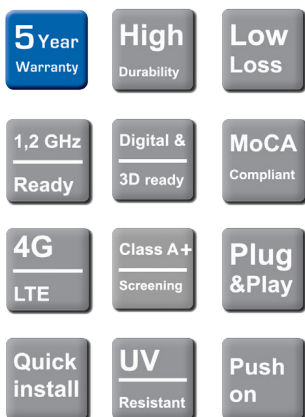 5 Year
Warranty
High
Durability
Low
Loss
1,2 GHz
Ready
Digital &
3D ready
MoCA
Compliant
4G
LTE
Class A+
Screening
Plug
&Play
Quick
install
UV
Resistant
Push
on